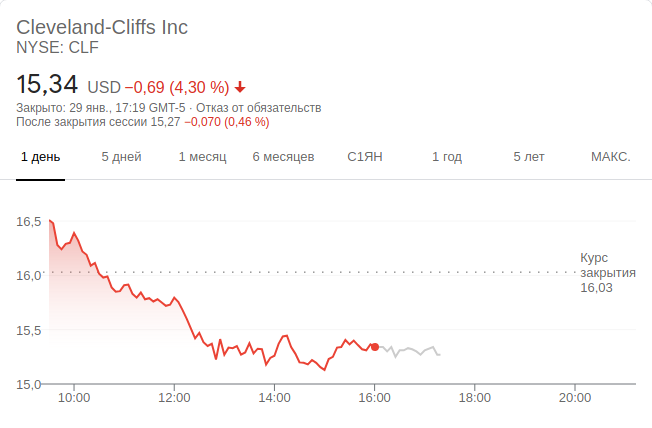 Cleveland-Cliffs Inc
NYSE: CLF
15,34 USD −0,69 (4,30 %)
Закрыто: 29 янв., 17:19 GMT-5 · Отказ от обязательств
После закрытия сессии 15,27 −0,070 (0,46 %)
1 день 5 дней 1 месяц 6 месяцев С1ЯН 1 год 5 лет МАКС.
16,5
Курс
16,0 закрытия
16,03
15,5
15,0
10:00 12:00 14:00 16:00 18:00 20:00